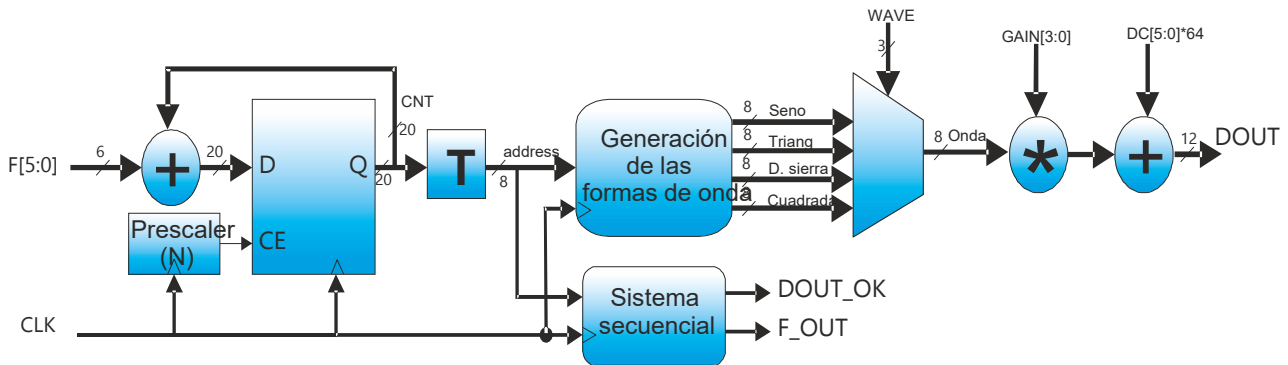 WAVE
3
GAIN[3:0]
DC[5:0]*64
CNT
20
F[5:0]
6
+
20
D
Q
20
T
address
8
Generación
de las
formas de onda
8
Seno
8
Triang
8
D. sierra
8
Cuadrada
8
Onda
*
+
12
DOUT
Prescaler
(N)
CE
CLK
Sistema
secuencial
DOUT_OK
F_OUT